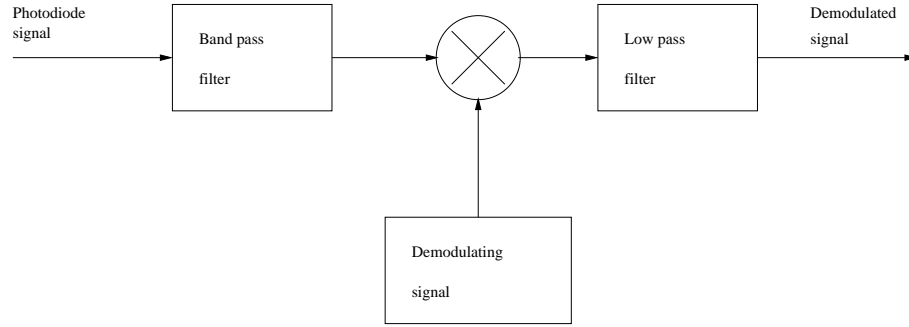 Photodiode
signal
Band pass
filter
Low pass
filter
Demodulated
signal
Demodulating
signal